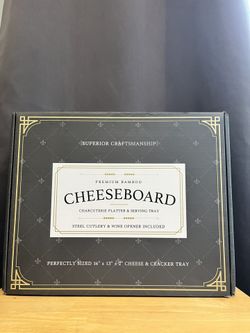 SUPERIOR CRAFTSMANSHIP
PREMIUM BAMBOO
CHEESEBOARD
CHARCUTERIE PLATTER & SERVING TRAY
STEEL CUTLERY & WINE OPENER INCLUDED
PERFECTLY SIZED 16" x 13" x 2" CHEESE & CRACKER TRAY